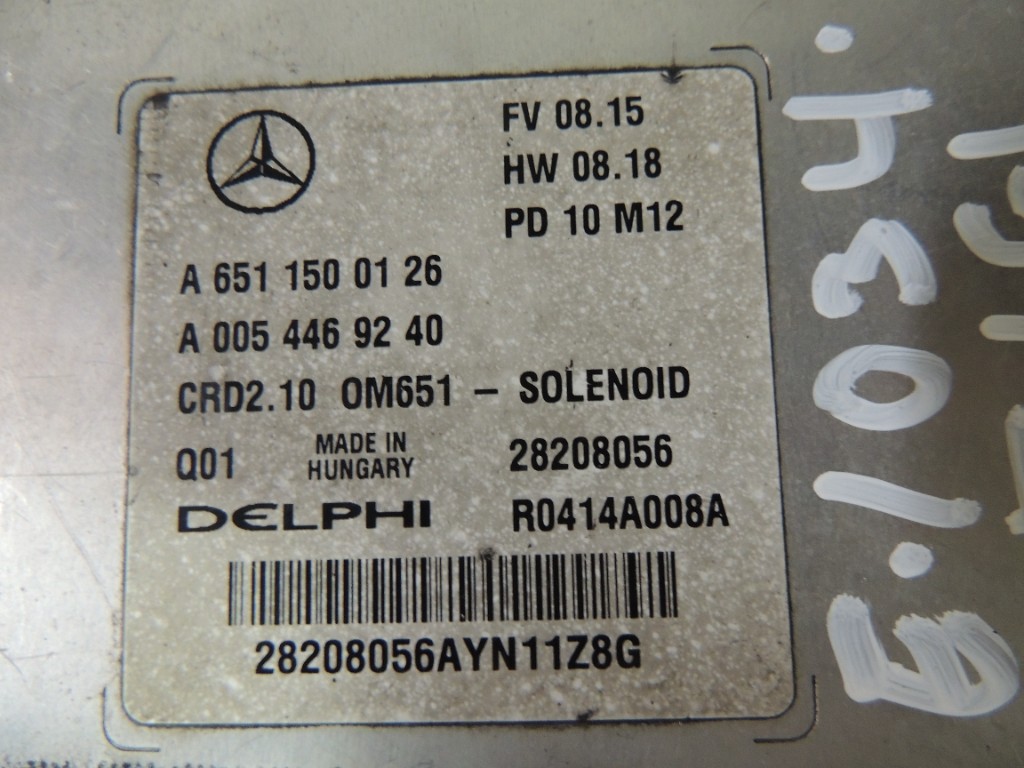 FV 08.15
HW 08.18
PD 10 M12
A 651 150 01 26
A 005 446 92 40
CRD2.10 OM651 – SOLENOID
Q01 MADE IN HUNGARY 28208056
DELPHI R0414A008A
28208056AYN11Z8G